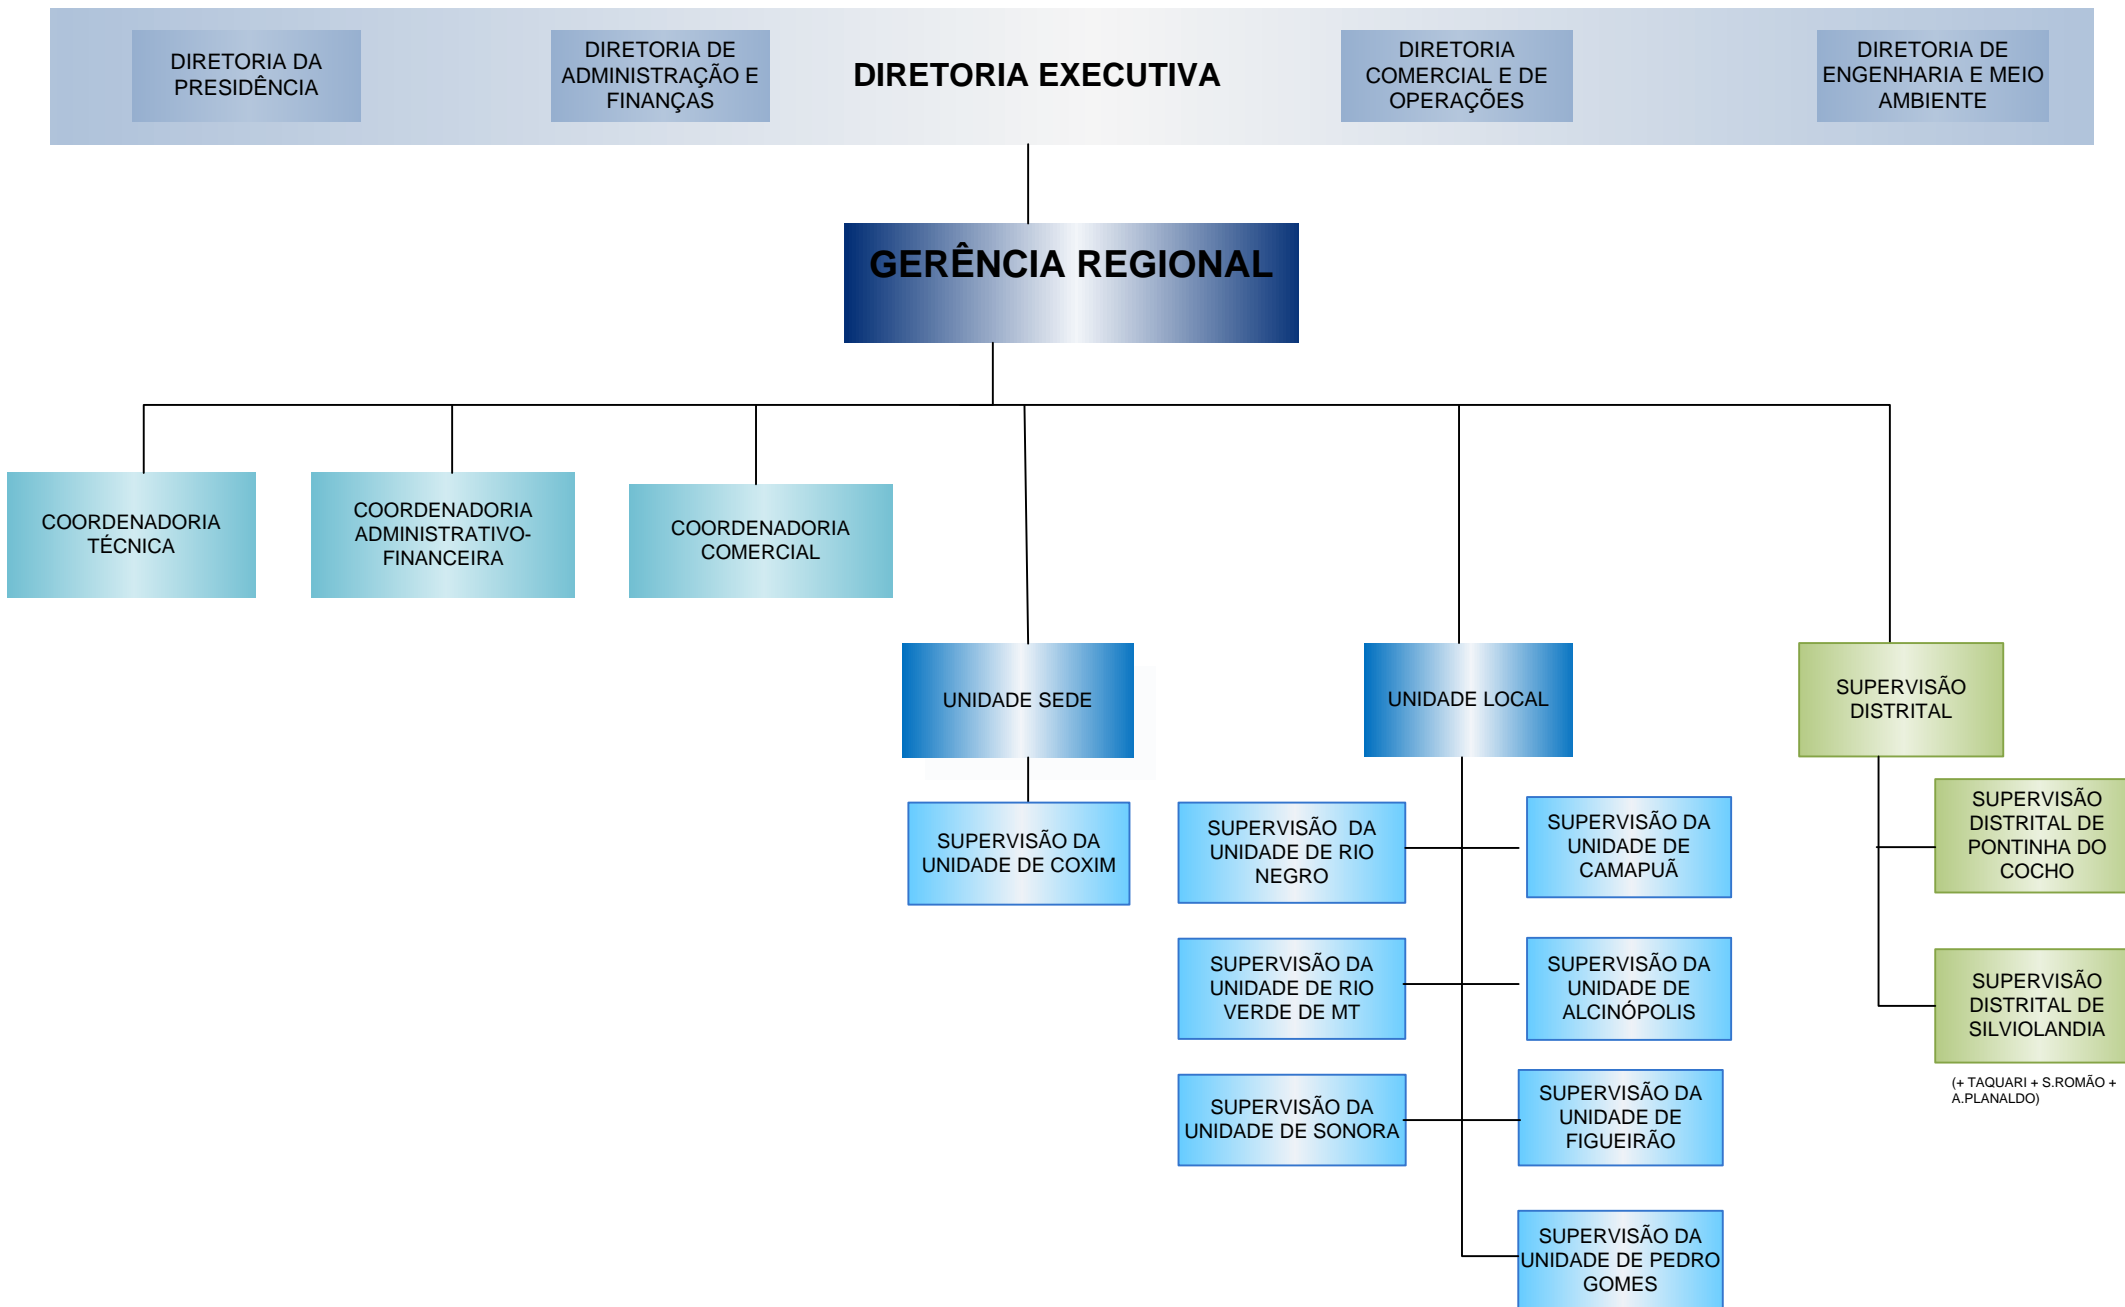 DIRETORIA DA
PRESIDÊNCIA
DIRETORIA DE
ADMINISTRAÇÃO E
FINANÇAS
DIRETORIA EXECUTIVA
DIRETORIA
COMERCIAL E DE
OPERAÇÕES
DIRETORIA DE
ENGENHARIA E MEIO
AMBIENTE
GERÊNCIA REGIONAL
COORDENADORIA
TÉCNICA
COORDENADORIA
ADMINISTRATIVO-
FINANCEIRA
COORDENADORIA
COMERCIAL
UNIDADE SEDE
UNIDADE LOCAL
SUPERVISÃO
DISTRITAL
SUPERVISÃO DA
UNIDADE DE COXIM
SUPERVISÃO DA
UNIDADE DE RIO
NEGRO
SUPERVISÃO DA
UNIDADE DE
CAMAPUÃ
SUPERVISÃO
DISTRITAL DE
PONTINHA DO
COCHO
SUPERVISÃO DA
UNIDADE DE RIO
VERDE DE MT
SUPERVISÃO DA
UNIDADE DE
ALCINÓPOLIS
SUPERVISÃO
DISTRITAL DE
SILVIOLANDIA
(+ TAQUARI + S.ROMÃO +
A.PLANALDO)
SUPERVISÃO DA
UNIDADE DE SONORA
SUPERVISÃO DA
UNIDADE DE
FIGUEIRÃO
SUPERVISÃO DA
UNIDADE DE PEDRO
GOMES